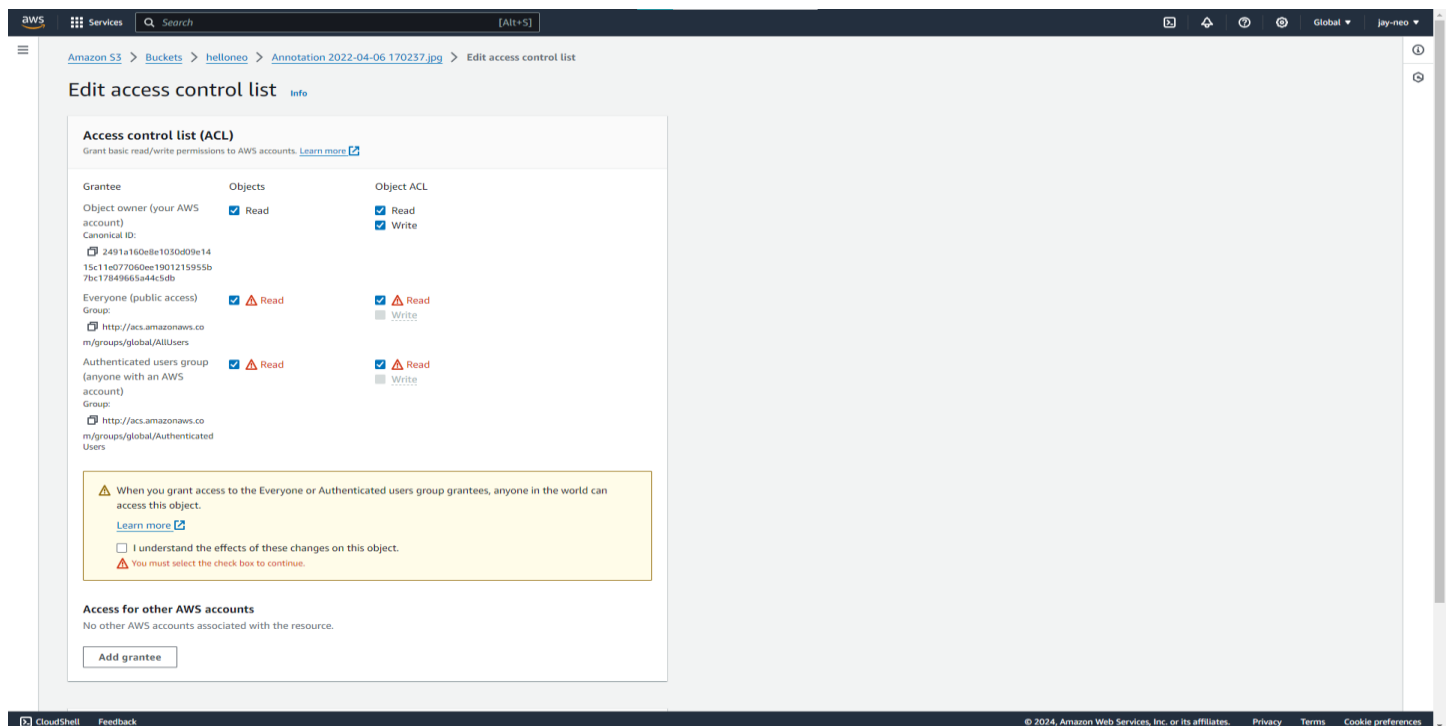 aws
Services
Search [Alt+S]
Global ▼
jay-neo ▼
Amazon S3 > Buckets > helloneo > Annotation 2022-04-06 170237.jpg > Edit access control list
Edit access control list Info
Access control list (ACL)
Grant basic read/write permissions to AWS accounts. Learn more
Grantee Objects Object ACL
Object owner (your AWS
account)
Canonical ID:
2491a160e8e1030d09e14
15c11e077060ee1901215955b
7bc17849665a44c5db
Read
Read
Write
Everyone (public access)
Group:
http://acs.amazonaws.co
m/groups/global/AllUsers
Read
Read
Write
Authenticated users group
(anyone with an AWS
account)
Group:
http://acs.amazonaws.co
m/groups/global/Authenticated
Users
Read
Read
Write
When you grant access to the Everyone or Authenticated users group grantees, anyone in the world can
access this object.
Learn more
I understand the effects of these changes on this object.
You must select the check box to continue.
Access for other AWS accounts
No other AWS accounts associated with the resource.
Add grantee
CloudShell Feedback © 2024, Amazon Web Services, Inc. or its affiliates. Privacy Terms Cookie preferences